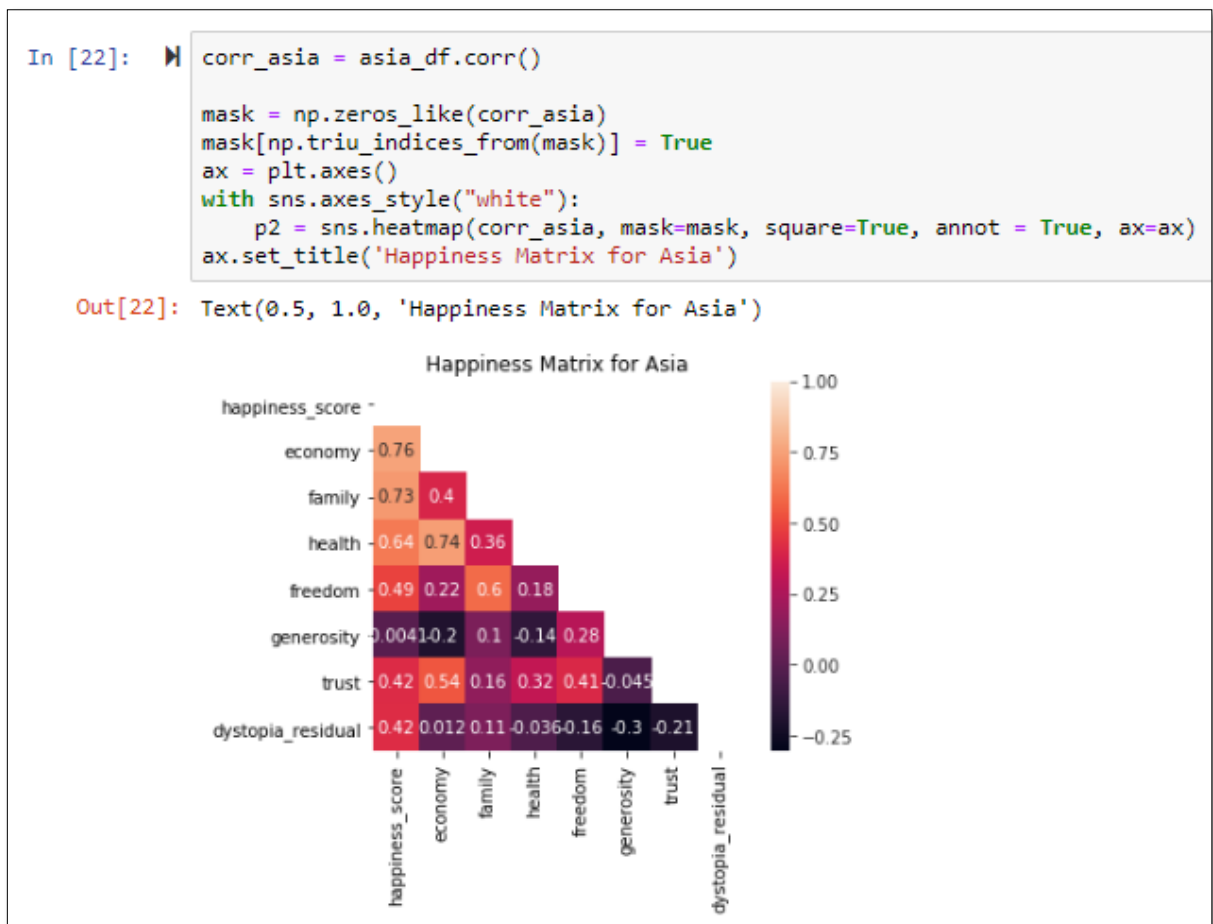 In [22]:
corr_asia = asia_df.corr()
mask = np.zeros_like(corr_asia)
mask[np.triu_indices_from(mask)] = True
ax = plt.axes()
with sns.axes_style("white"):
    p2 = sns.heatmap(corr_asia, mask=mask, square=True, annot = True, ax=ax)
ax.set_title('Happiness Matrix for Asia')
Out[22]: Text(0.5, 1.0, 'Happiness Matrix for Asia')
Happiness Matrix for Asia
happiness_score
economy 0.76
family 0.73 0.4
health 0.64 0.74 0.36
freedom 0.49 0.22 0.6 0.18
generosity 0.0041 -0.2 0.1 -0.14 0.28
trust 0.42 0.54 0.16 0.32 0.41 -0.045
dystopia_residual 0.42 0.012 0.11 -0.036 -0.16 -0.3 -0.21
happiness_score
economy
family
health
freedom
generosity
trust
dystopia_residual
1.00
0.75
0.50
0.25
0.00
−0.25